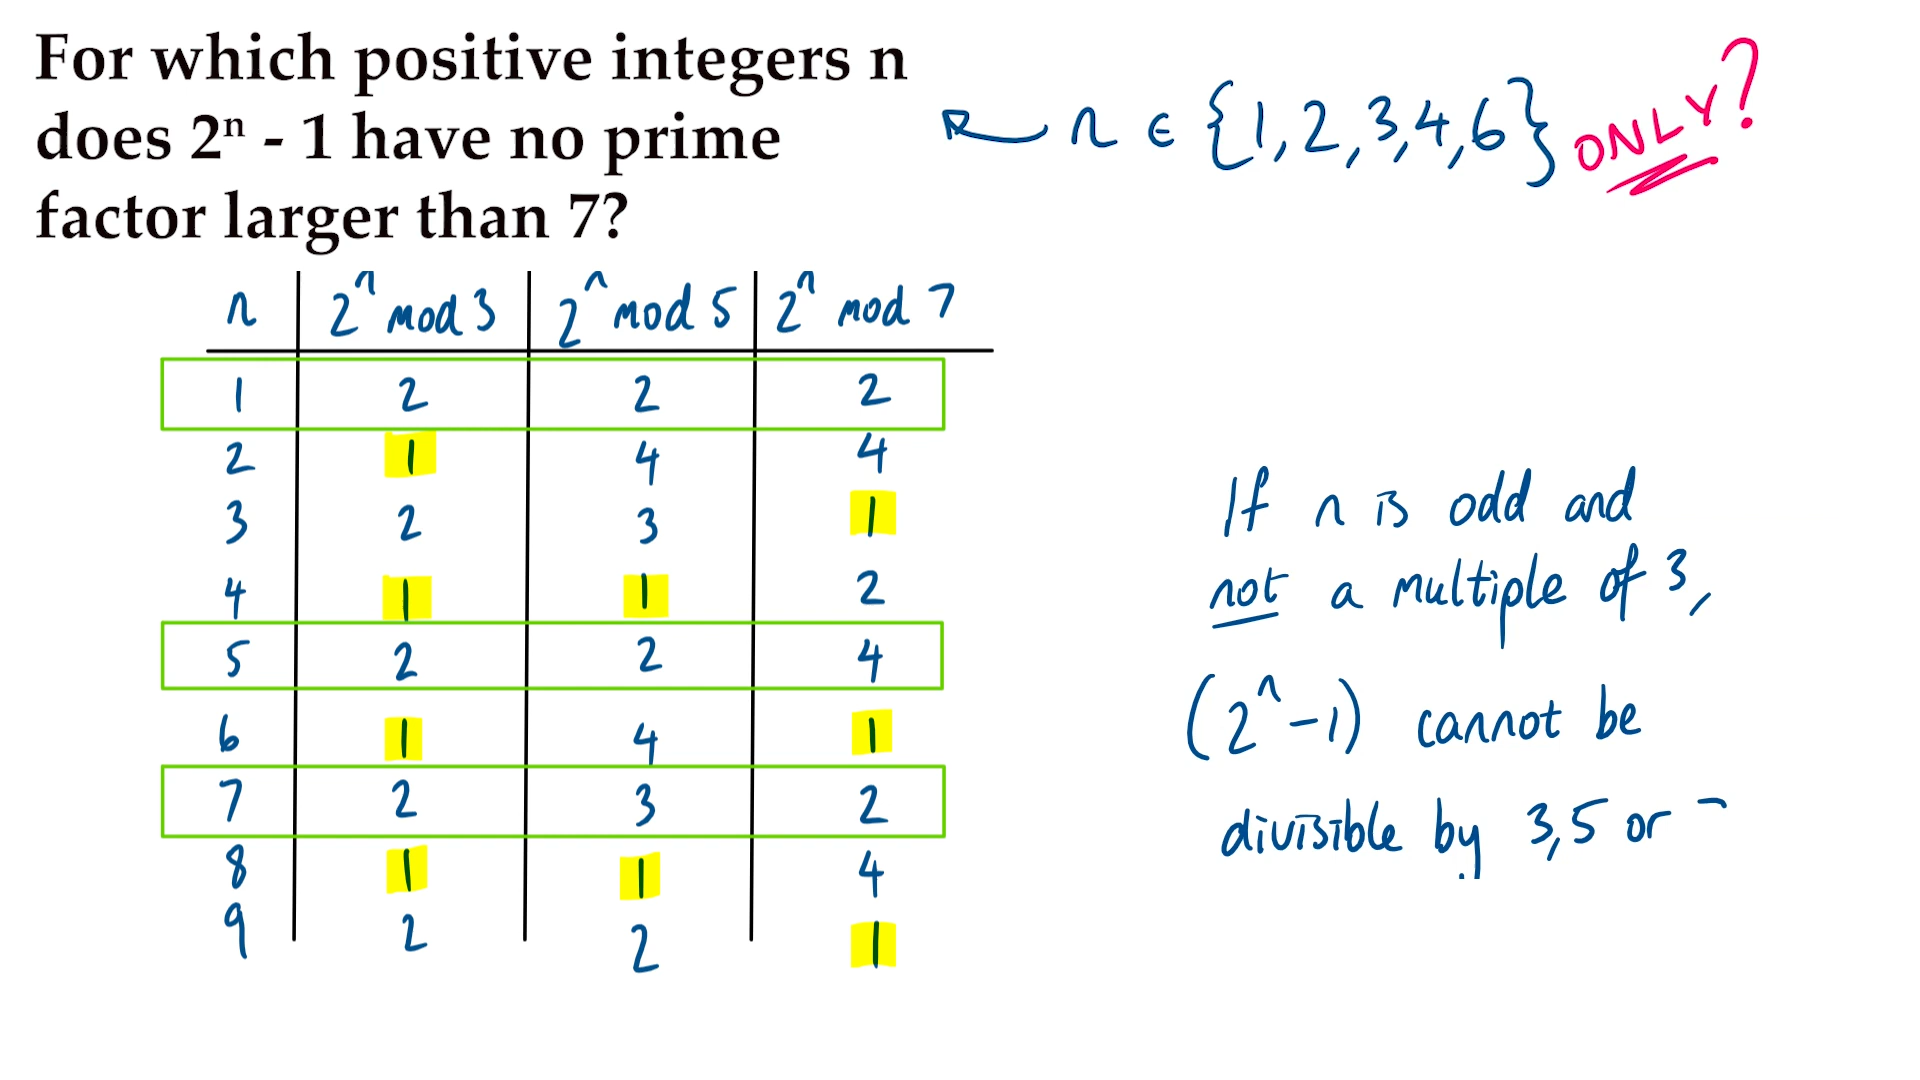 For which positive integers n
does 2ⁿ - 1 have no prime
factor larger than 7?
n ∈ {1,2,3,4,6} ONLY?
n 2ⁿ mod 3 2ⁿ mod 5 2ⁿ mod 7
1 2 2 2
2 1 4 4
3 2 3 1
4 1 1 2
5 2 2 4
6 1 4 1
7 2 3 2
8 1 1 4
9 2 2 1
If n is odd and
not a multiple of 3,
(2ⁿ-1) cannot be
divisible by 3,5 or